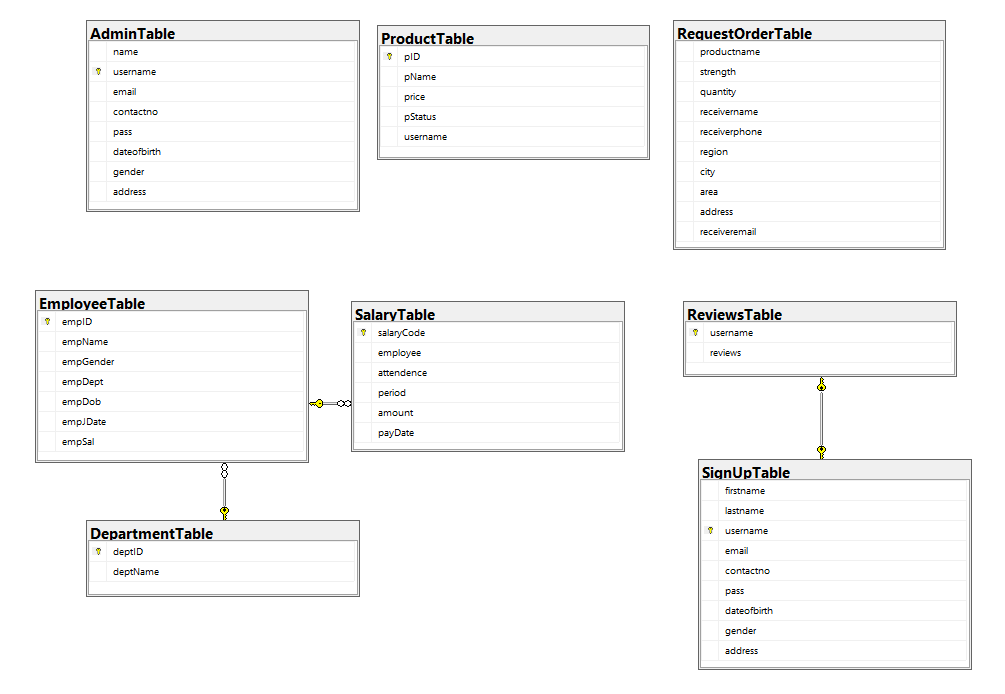 AdminTable
name
username
email
contactno
pass
dateofbirth
gender
address
ProductTable
pID
pName
price
pStatus
username
RequestOrderTable
productname
strength
quantity
receivername
receiverphone
region
city
area
address
receiveremail
EmployeeTable
empID
empName
empGender
empDept
empDob
empJDate
empSal
SalaryTable
salaryCode
employee
attendence
period
amount
payDate
ReviewsTable
username
reviews
DepartmentTable
deptID
deptName
SignUpTable
firstname
lastname
username
email
contactno
pass
dateofbirth
gender
address